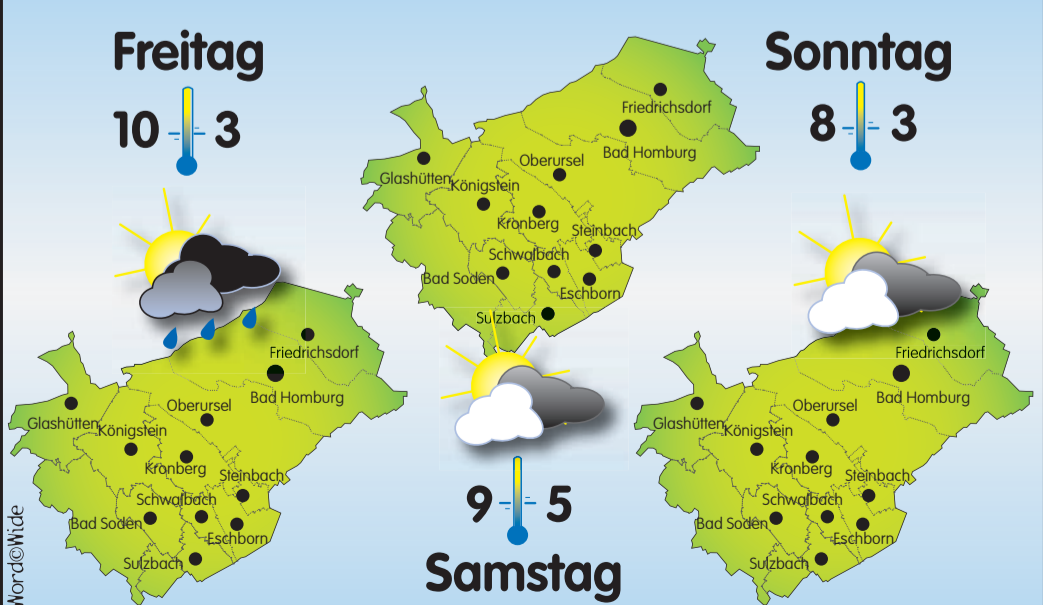 Freitag
10 3
Friedrichsdorf
Bad Homburg
Oberursel
Glashütten
Königstein
Kronberg
Steinbach
Schwalbach
Bad Soden
Eschborn
Sulzbach
Friedrichsdorf
Bad Homburg
Oberursel
Glashütten
Königstein
Kronberg
Steinbach
Schwalbach
Bad Soden
Eschborn
Sulzbach
9 5
Samstag
Sonntag
8 3
Friedrichsdorf
Bad Homburg
Oberursel
Glashütten
Königstein
Kronberg
Steinbach
Schwalbach
Bad Soden
Eschborn
Sulzbach
Word©Wide